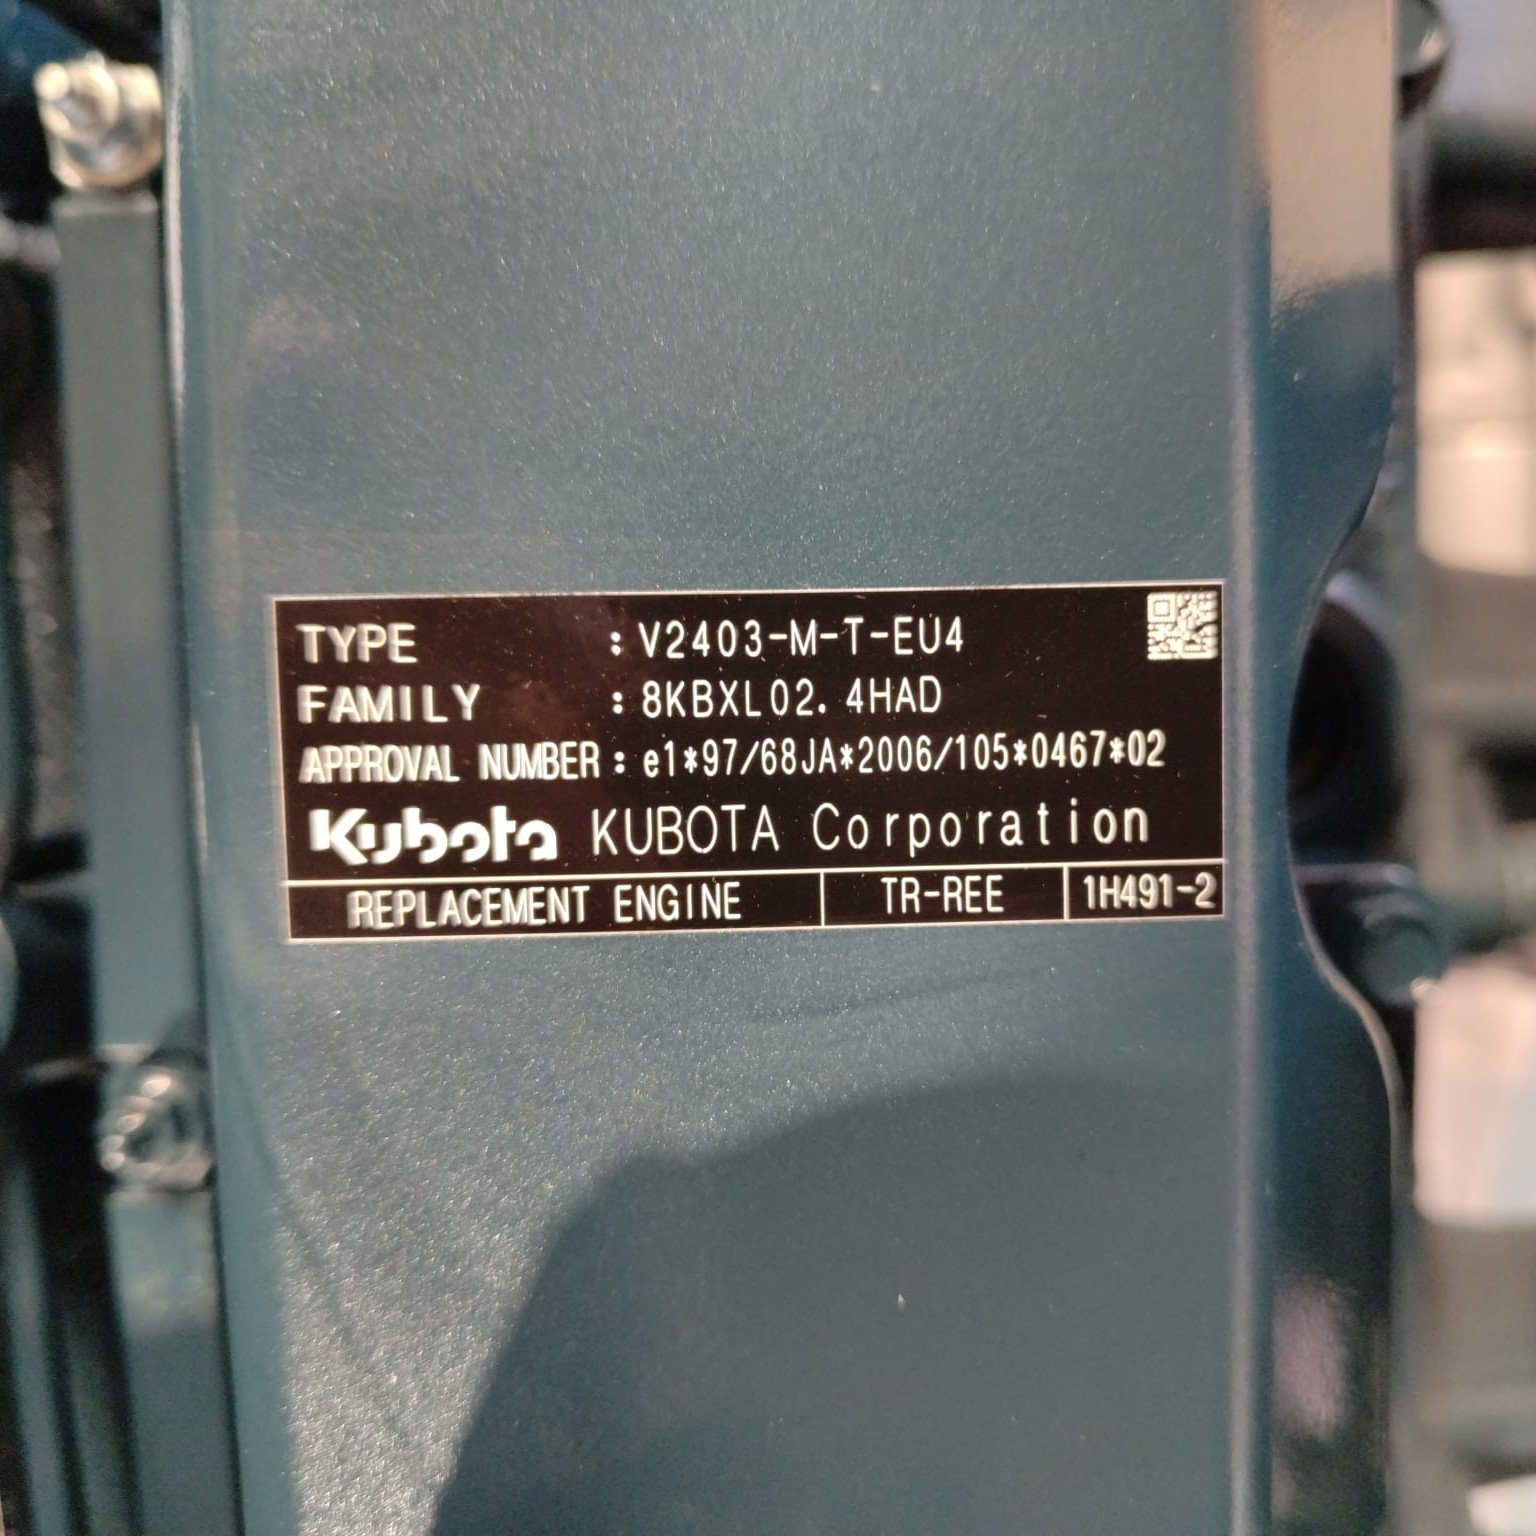 TYPE : V2403-M-T-EU4
FAMILY : 8KBXL02.4HAD
APPROVAL NUMBER : e1*97/68JA*2006/105*0467*02
Kubota KUBOTA Corporation
REPLACEMENT ENGINE TR-REE 1H491-2